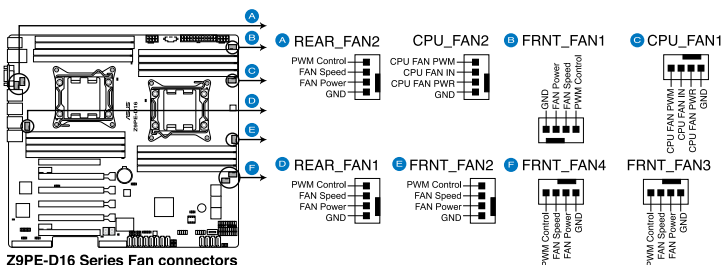 A
B
C
D
E
F
ASUS
Z9PE-D16
Z9PE-D16 Series Fan connectors
A REAR_FAN2
PWM Control
FAN Speed
FAN Power
GND
CPU_FAN2
CPU FAN PWM
CPU FAN IN
CPU FAN PWR
GND
B FRNT_FAN1
GND
FAN Power
FAN Speed
PWM Control
C CPU_FAN1
CPU FAN PWM
CPU FAN IN
CPU FAN PWR
GND
D REAR_FAN1
PWM Control
FAN Speed
FAN Power
GND
E FRNT_FAN2
PWM Control
FAN Speed
FAN Power
GND
F FRNT_FAN4
PWM Control
FAN Speed
FAN Power
GND
FRNT_FAN3
PWM Control
FAN Speed
FAN Power
GND